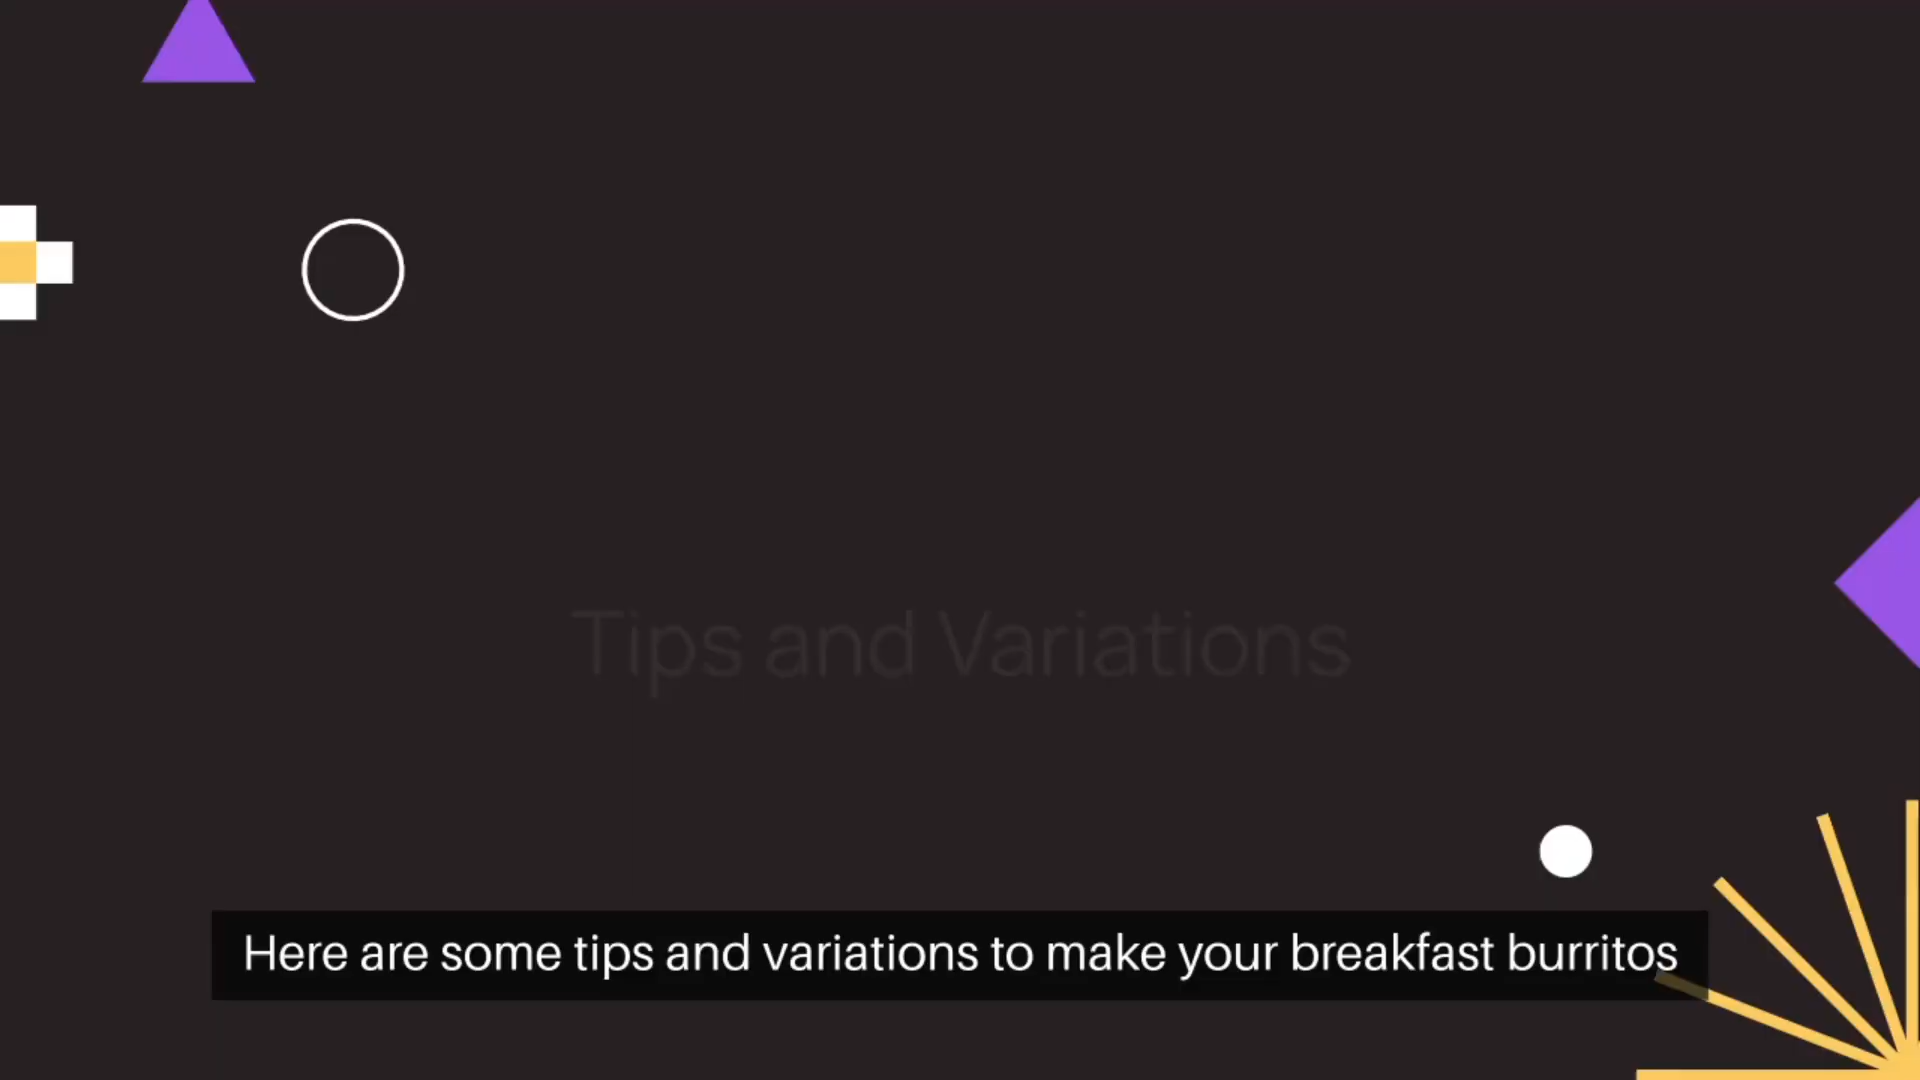 Tips and Variations
Here are some tips and variations to make your breakfast burritos